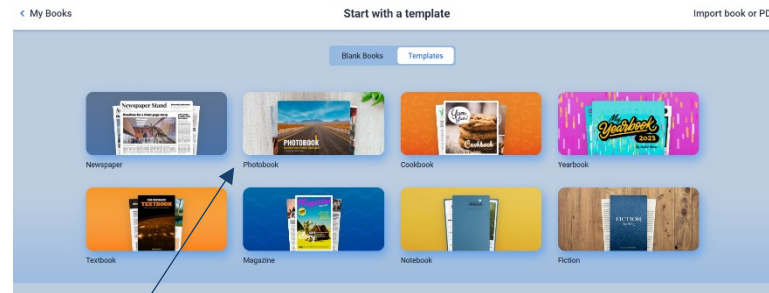 My Books
Start with a template
Import book or PD
Blank Books
Templates
Newspaper Stand
PHOTOBOOK
Cookbook
My
Yearbook
2023
Newspaper
Photobook
Cookbook
Yearbook
TEXTBOOK
Magazine
FICTION
Textbook
Magazine
Notebook
Fiction